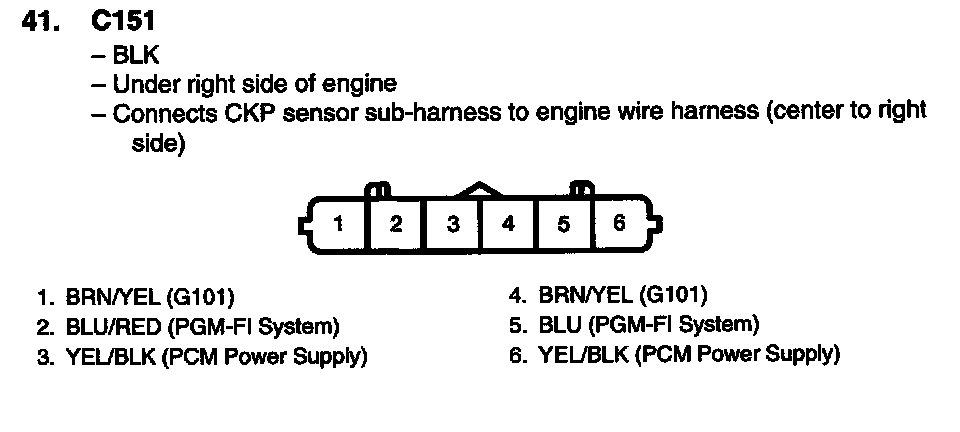 41. C151
– BLK
– Under right side of engine
– Connects CKP sensor sub-harness to engine wire harness (center to right
side)
1 2 3 4 5 6
1. BRN/YEL (G101)
2. BLU/RED (PGM-FI System)
3. YEL/BLK (PCM Power Supply)
4. BRN/YEL (G101)
5. BLU (PGM-FI System)
6. YEL/BLK (PCM Power Supply)